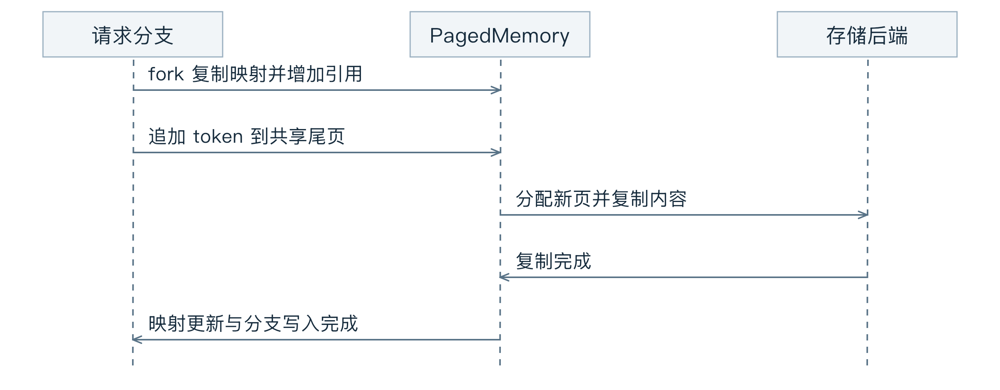 请求分支
PagedMemory
存储后端
fork 复制映射并增加引用
追加 token 到共享尾页
分配新页并复制内容
复制完成
映射更新与分支写入完成